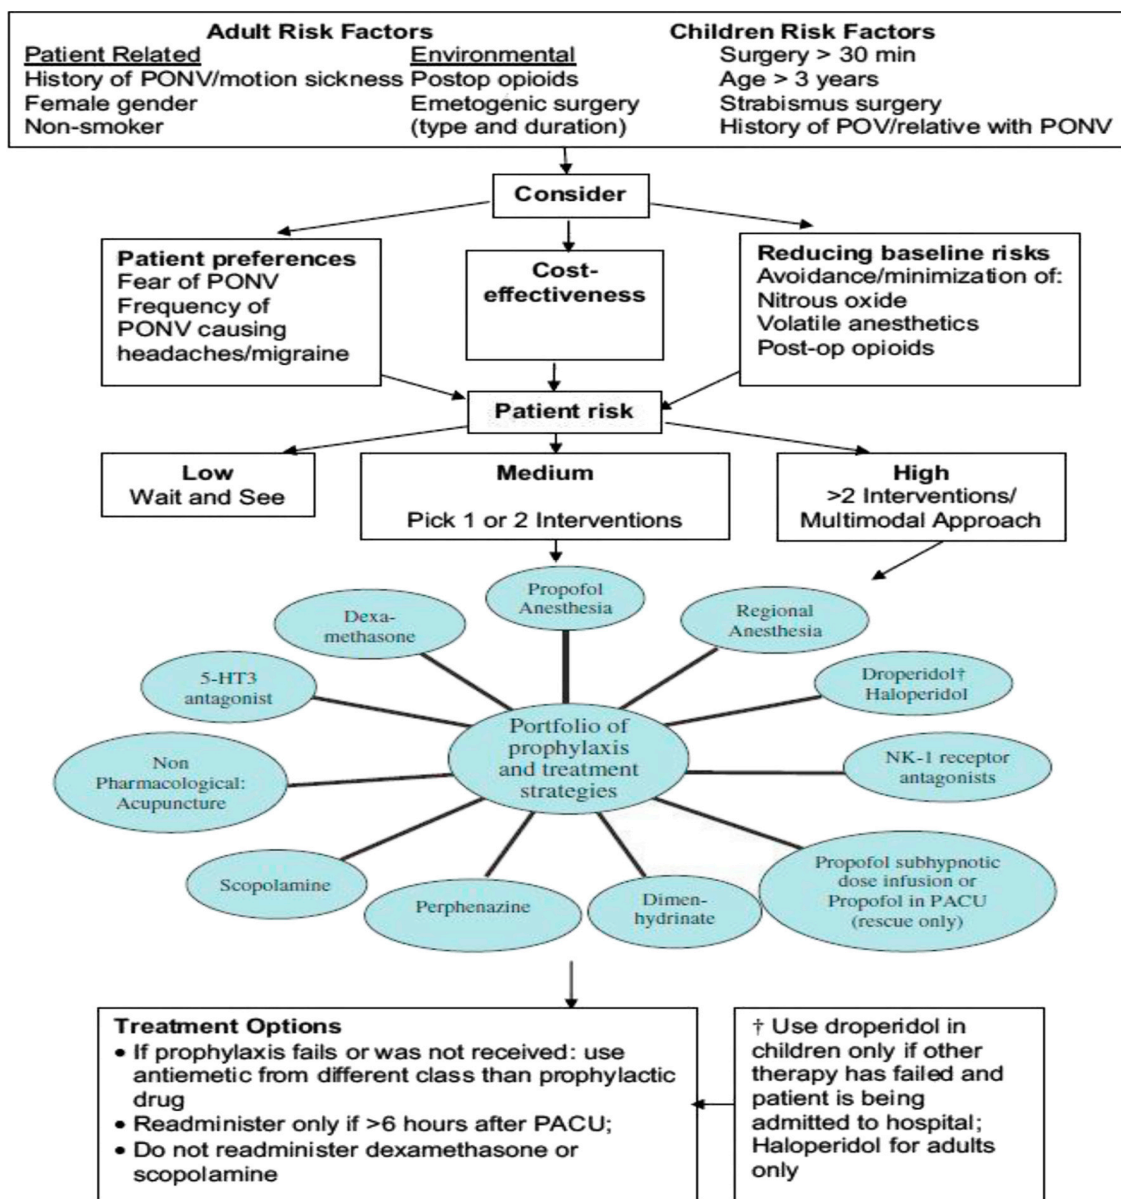 Adult Risk Factors
Patient Related
History of PONV/motion sickness
Female gender
Non-smoker
Environmental
Postop opioids
Emetogenic surgery
(type and duration)
Children Risk Factors
Surgery > 30 min
Age > 3 years
Strabismus surgery
History of POV/relative with PONV
Consider
Patient preferences
Fear of PONV
Frequency of
PONV causing
headaches/migraine
Cost-
effectiveness
Reducing baseline risks
Avoidance/minimization of:
Nitrous oxide
Volatile anesthetics
Post-op opioids
Patient risk
Low
Wait and See
Medium
Pick 1 or 2 Interventions
High
>2 Interventions/
Multimodal Approach
Propofol
Anesthesia
Dexa-
methasone
Regional
Anesthesia
5-HT3
antagonist
Droperidol†
Haloperidol
Portfolio of
prophylaxis
and treatment
strategies
Non
Pharmacological:
Acupuncture
NK-1 receptor
antagonists
Scopolamine
Perphenazine
Dimen-
hydrinate
Propofol subhypnotic
dose infusion or
Propofol in PACU
(rescue only)
Treatment Options
• If prophylaxis fails or was not received: use
antiemetic from different class than prophylactic
drug
• Readminister only if >6 hours after PACU;
• Do not readminister dexamethasone or
scopolamine
† Use droperidol in
children only if other
therapy has failed and
patient is being
admitted to hospital;
Haloperidol for adults
only